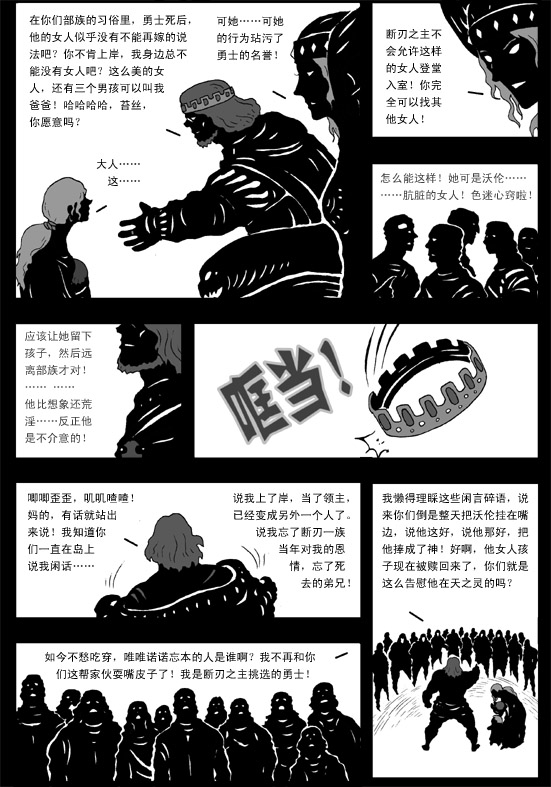 在你们部族的习俗里，勇士死后，
他的女人似乎没有不能再嫁的说
法吧？你不肯上岸，我身边总不
能没有女人吧？这么美的女
人，还有三个男孩可以叫我
爸爸！哈哈哈哈，苔丝，
你愿意吗？
可她……可她
的行为玷污了
勇士的名誉！
大人……
这……
断刃之主不
会允许这样
的女人登堂
入室！你完
全可以找其
他女人！
怎么能这样！她可是沃伦……
……肮脏的女人！色迷心窍啦！
应该让她留下
孩子，然后远
离部族才对！
…… ……
他比想象还荒
淫……反正他
是不介意的！
哐当！
唧唧歪歪，叽叽喳喳！
妈的，有话就站出
来说！我知道你
们一直在岛上
说我闲话……
说我上了岸，当了领主，
已经变成另外一个人了。
说我忘了断刃一族
当年对我的恩
情，忘了死
去的弟兄！
我懒得理睬这些闲言碎语，说
来你们倒是整天把沃伦挂在嘴
边，说他这好，说他那好，把
他捧成了神！好啊，他女人孩
子现在被赎回来了，你们就是
这么告慰他在天之灵的吗？
如今不愁吃穿，唯唯诺诺忘本的人是谁啊？我不再和你
们这帮家伙耍嘴皮子了！我是断刃之主挑选的勇士！